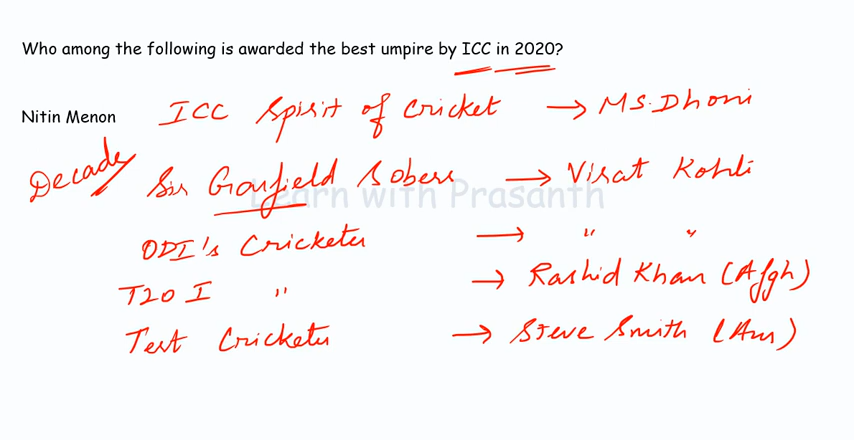 Who among the following is awarded the best umpire by ICC in 2020?
Nitin Menon
ICC Spirit of Cricket → M.S.Dhoni
Decade
Sir Garfield Sobers → Virat Kohli
Learn with Prasanth
ODI's Cricketer → " "
T20 I " → Rashid Khan (Afgh)
Test Cricketer → Steve Smith (Aus)